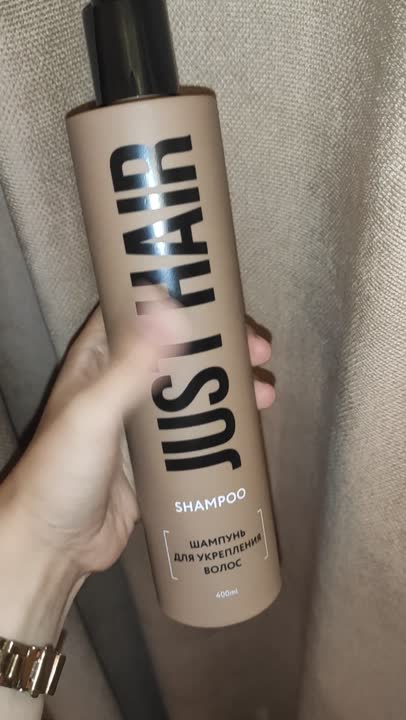 JUST HAIR
SHAMPOO
ШАМПУНЬ
ДЛЯ УКРЕПЛЕНИЯ
ВОЛОС
400ml